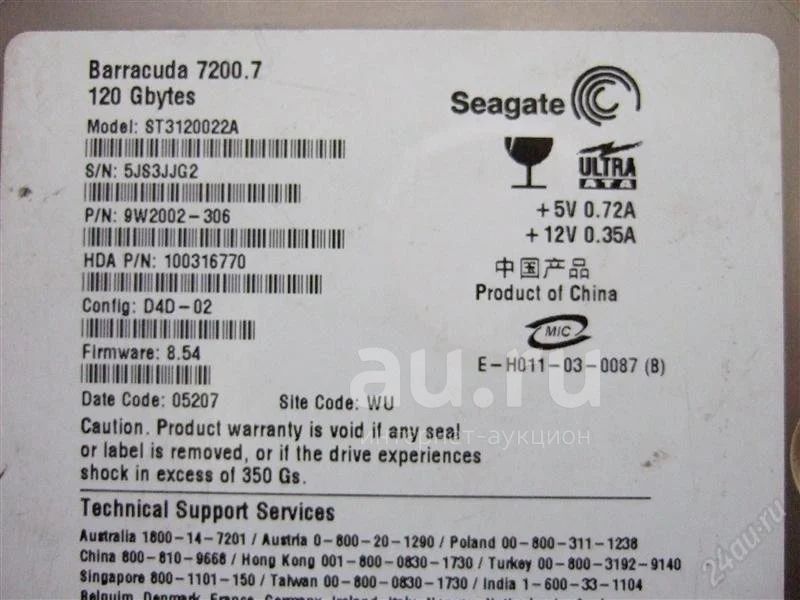 Barracuda 7200.7
120 Gbytes
Model: ST3120022A
S/N: 5JS3JJG2
P/N: 9W2002-306
HDA P/N: 100316770
Config: D4D-02
Firmware: 8.54
Date Code: 05207 Site Code: WU
Caution. Product warranty is void if any seal
or label is removed, or if the drive experiences
shock in excess of 350 Gs.
Seagate
ULTRA
ATA
+5V 0.72A
+12V 0.35A
中国产品
Product of China
MIC
E-H011-03-0087 (B)
Technical Support Services
Australia 1800-14-7201 / Austria 0-800-20-1290 / Poland 00-800-311-1238
China 800-810-9668 / Hong Kong 001-800-0830-1730 / Turkey 00-800-3192-9140
Singapore 800-1101-150 / Taiwan 00-800-0830-1730 / India 1-600-33-1104
au.ru
интернет-аукцион
24au.ru